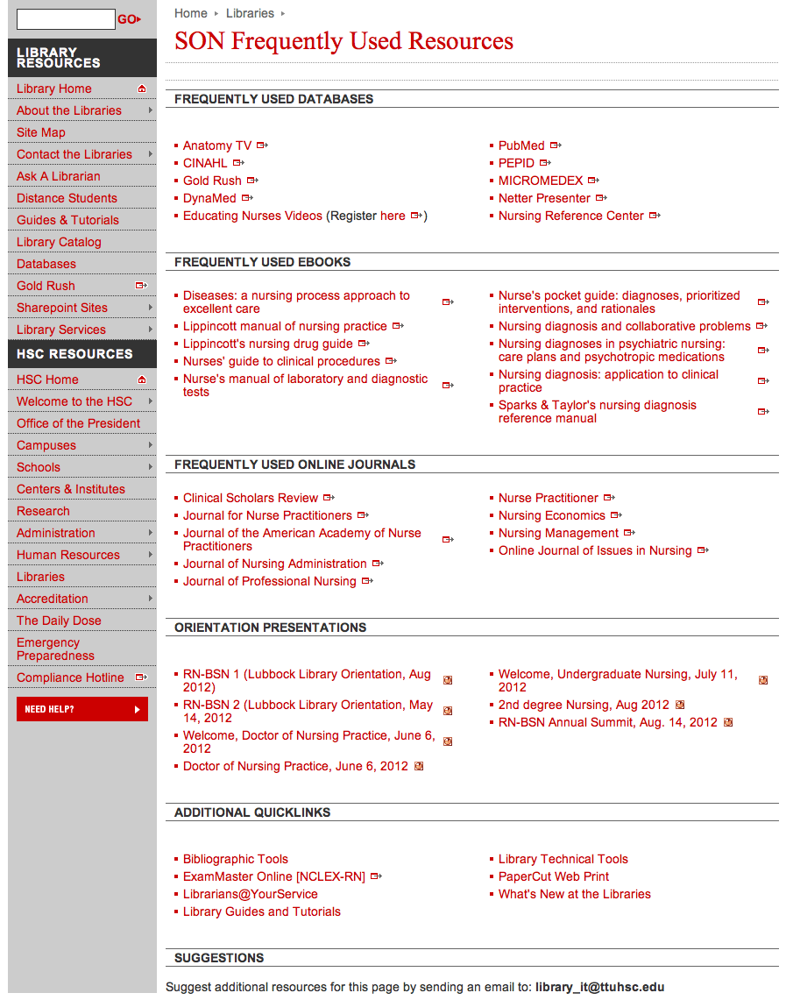 GO
LIBRARY
RESOURCES
Library Home
About the Libraries
Site Map
Contact the Libraries
Ask A Librarian
Distance Students
Guides & Tutorials
Library Catalog
Databases
Gold Rush
Sharepoint Sites
Library Services
HSC RESOURCES
HSC Home
Welcome to the HSC
Office of the President
Campuses
Schools
Centers & Institutes
Research
Administration
Human Resources
Libraries
Accreditation
The Daily Dose
Emergency
Preparedness
Compliance Hotline
NEED HELP?
Home Libraries
SON Frequently Used Resources
FREQUENTLY USED DATABASES
Anatomy TV
CINAHL
Gold Rush
DynaMed
Educating Nurses Videos (Register here )
PubMed
PEPID
MICROMEDEX
Netter Presenter
Nursing Reference Center
FREQUENTLY USED EBOOKS
Diseases: a nursing process approach to
excellent care
Lippincott manual of nursing practice
Lippincott's nursing drug guide
Nurses' guide to clinical procedures
Nurse's manual of laboratory and diagnostic
tests
Nurse's pocket guide: diagnoses, prioritized
interventions, and rationales
Nursing diagnosis and collaborative problems
Nursing diagnoses in psychiatric nursing:
care plans and psychotropic medications
Nursing diagnosis: application to clinical
practice
Sparks & Taylor's nursing diagnosis
reference manual
FREQUENTLY USED ONLINE JOURNALS
Clinical Scholars Review
Journal for Nurse Practitioners
Journal of the American Academy of Nurse
Practitioners
Journal of Nursing Administration
Journal of Professional Nursing
Nurse Practitioner
Nursing Economics
Nursing Management
Online Journal of Issues in Nursing
ORIENTATION PRESENTATIONS
RN-BSN 1 (Lubbock Library Orientation, Aug
2012)
RN-BSN 2 (Lubbock Library Orientation, May
14, 2012
Welcome, Doctor of Nursing Practice, June 6,
2012
Doctor of Nursing Practice, June 6, 2012
Welcome, Undergraduate Nursing, July 11,
2012
2nd degree Nursing, Aug 2012
RN-BSN Annual Summit, Aug. 14, 2012
ADDITIONAL QUICKLINKS
Bibliographic Tools
ExamMaster Online [NCLEX-RN]
Librarians@YourService
Library Guides and Tutorials
Library Technical Tools
PaperCut Web Print
What's New at the Libraries
SUGGESTIONS
Suggest additional resources for this page by sending an email to: library_it@ttuhsc.edu